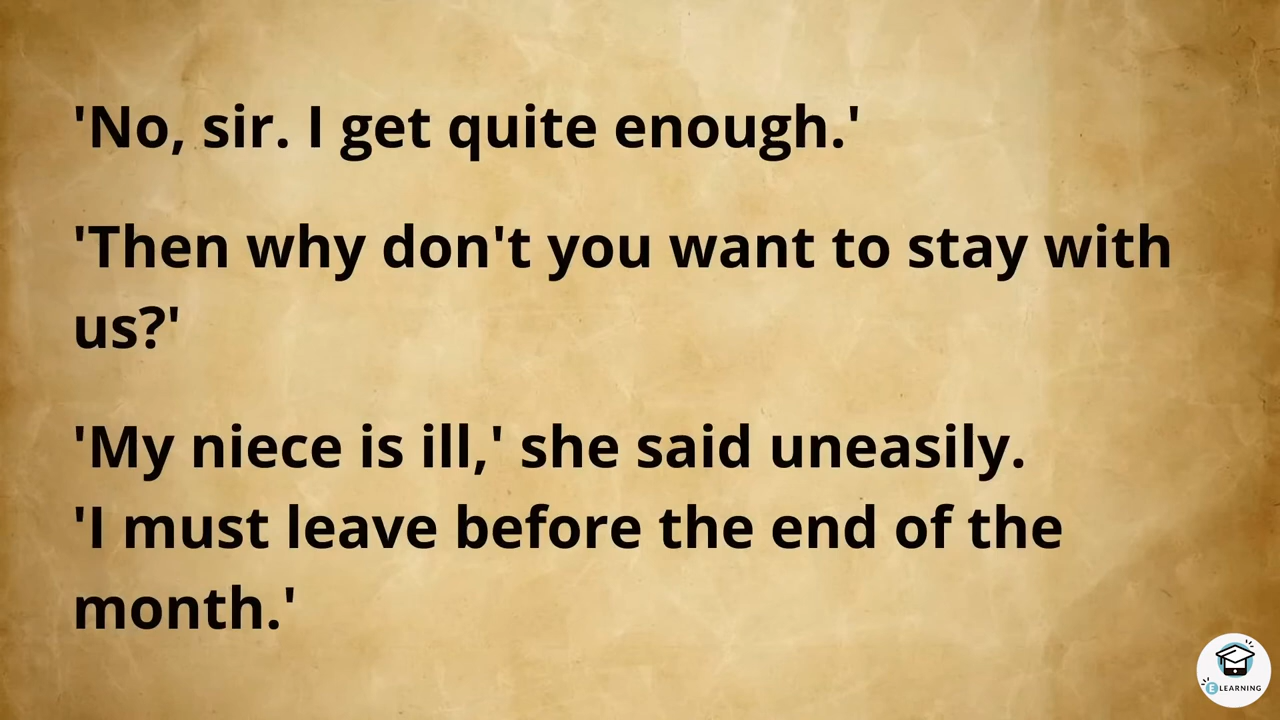 'No, sir. I get quite enough.'
'Then why don't you want to stay with
us?'
'My niece is ill,' she said uneasily.
'I must leave before the end of the
month.'
E LEARNING